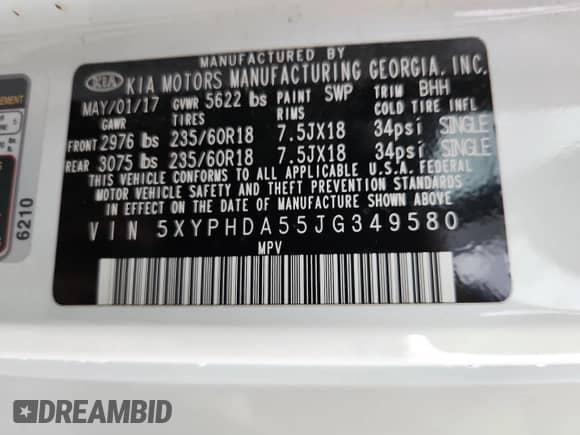 MANUFACTURED BY
KIA KIA MOTORS MANUFACTURING GEORGIA, INC.
MAY/01/17 GVWR 5622 lbs PAINT SWP TRIM BHH
GAWR TIRES RIMS COLD TIRE INFL
FRONT 2976 lbs 235/60R18 7.5JX18 34psi SINGLE
REAR 3075 lbs 235/60R18 7.5JX18 34psi SINGLE
THIS VEHICLE CONFORMS TO ALL APPLICABLE U.S.A. FEDERAL
MOTOR VEHICLE SAFETY AND THEFT PREVENTION STANDARDS
IN EFFECT ON THE DATE OF MANUFACTURE SHOWN ABOVE.
VIN 5XYPHDA55JG349580
MPV
6210
DREAMBID